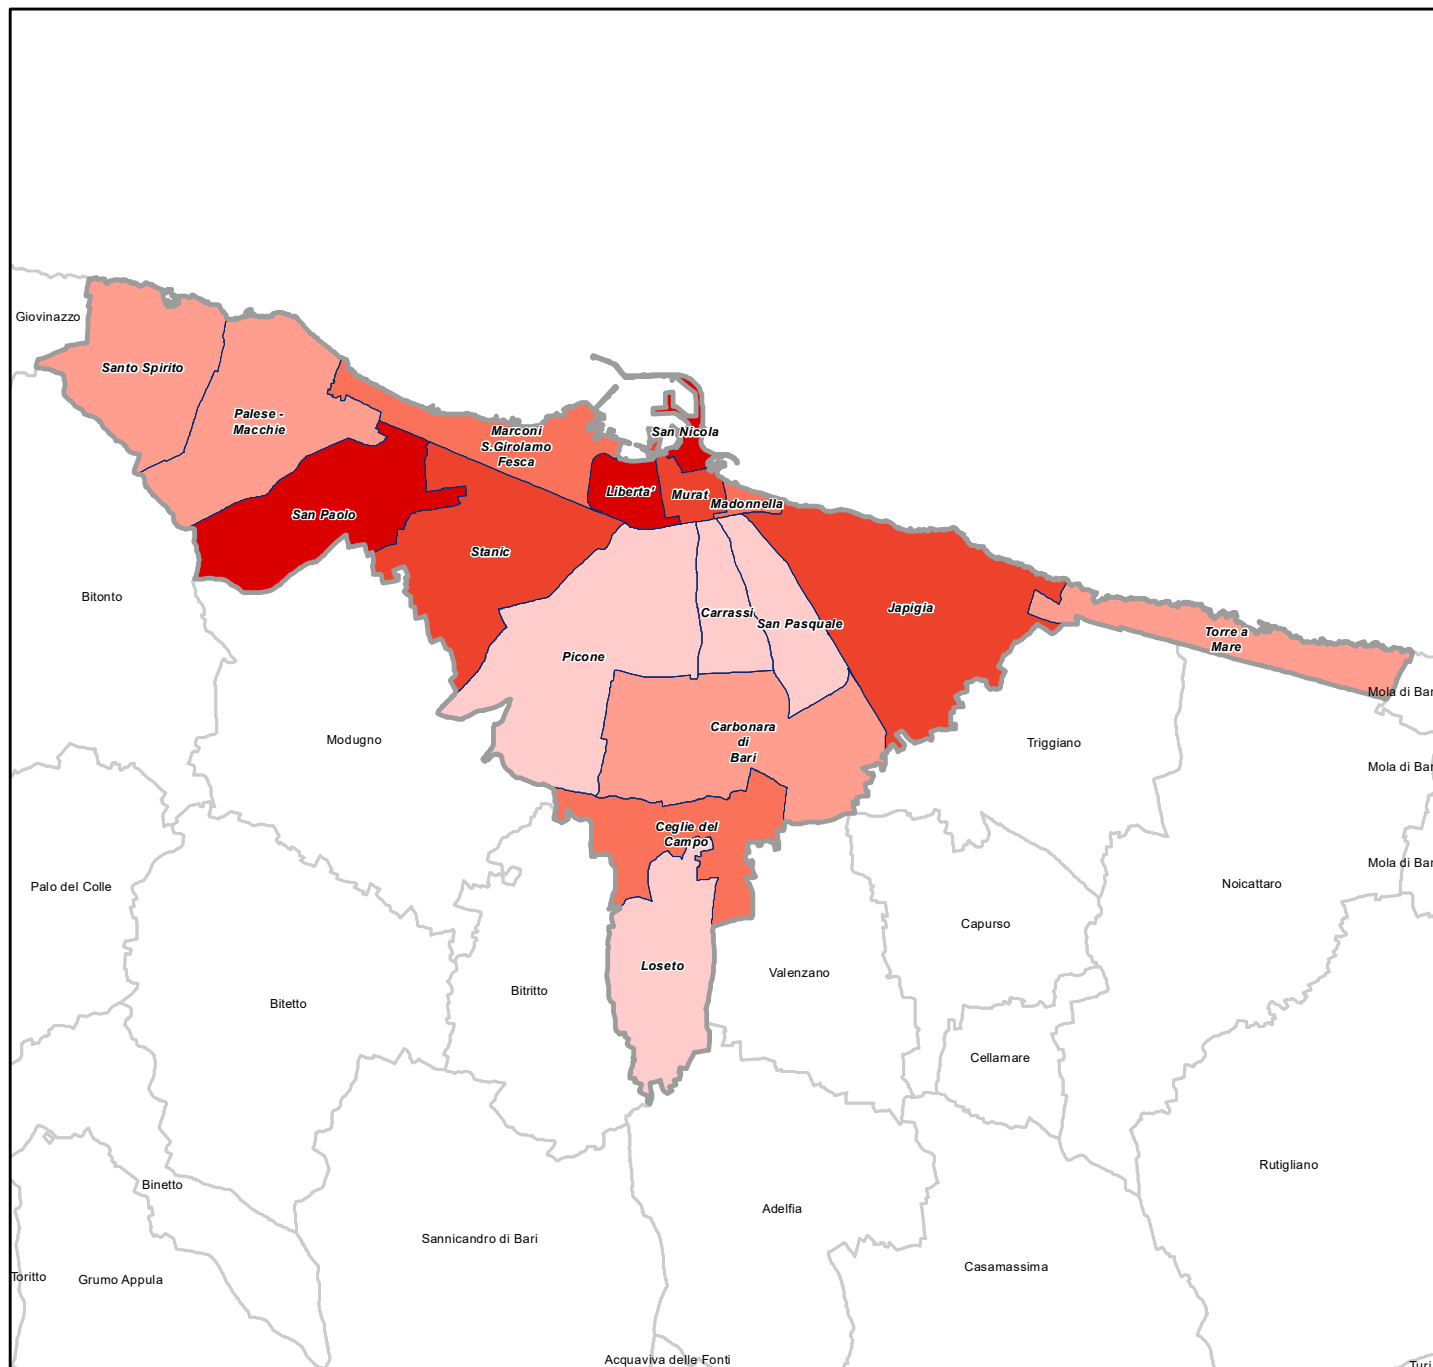 Giovinazzo
Santo Spirito
Palese -
Macchie
Marconi
S.Girolamo
Fesca
San Nicola
Liberta'
Murat
Madonnella
San Paolo
Stanic
Bitonto
Carrassi
San Pasquale
Japigia
Torre a
Mare
Picone
Mola di Bar
Modugno
Carbonara
di
Bari
Triggiano
Mola di Bar
Ceglie del
Campo
Palo del Colle
Noicattaro
Mola di Bar
Capurso
Loseto
Valenzano
Bitetto
Bitritto
Cellamare
Rutigliano
Binetto
Adelfia
Sannicandro di Bari
Casamassima
Toritto
Grumo Appula
Acquaviva delle Fonti
Turi